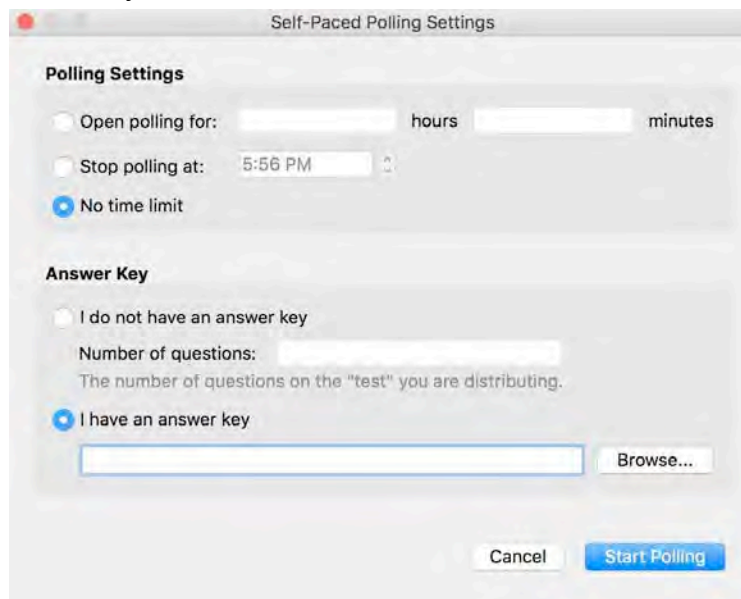 Self-Paced Polling Settings
Polling Settings
Open polling for: hours minutes
Stop polling at: 5:56 PM
No time limit
Answer Key
I do not have an answer key
Number of questions:
The number of questions on the "test" you are distributing.
I have an answer key
Browse...
Cancel Start Polling